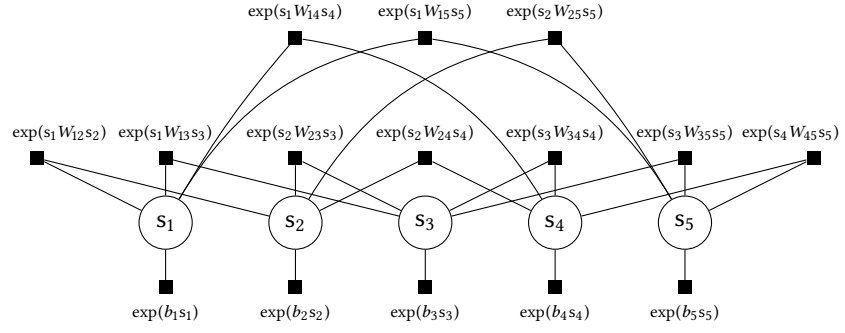 exp(s₁W₁₄s₄) exp(s₁W₁₅s₅) exp(s₂W₂₅s₅)
exp(s₁W₁₂s₂) exp(s₁W₁₃s₃) exp(s₂W₂₃s₃) exp(s₂W₂₄s₄) exp(s₃W₃₄s₄) exp(s₃W₃₅s₅) exp(s₄W₄₅s₅)
s₁ s₂ s₃ s₄ s₅
exp(b₁s₁) exp(b₂s₂) exp(b₃s₃) exp(b₄s₄) exp(b₅s₅)